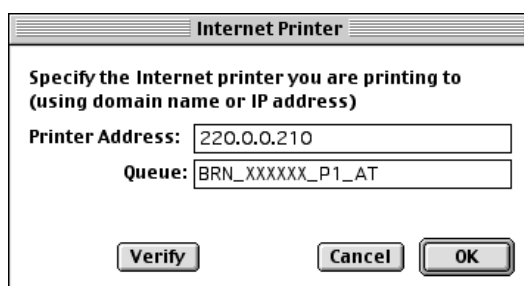 Internet Printer
Specify the Internet printer you are printing to
(using domain name or IP address)
Printer Address: 220.0.0.210
Queue: BRN_XXXXXX_P1_AT
Verify Cancel OK